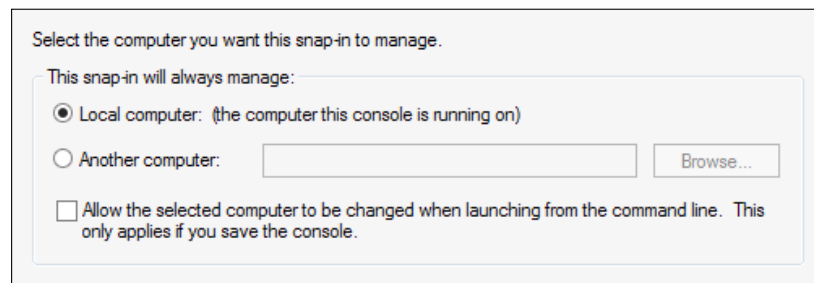 Select the computer you want this snap-in to manage.
This snap-in will always manage:
Local computer:  (the computer this console is running on)
Another computer:
Browse...
Allow the selected computer to be changed when launching from the command line.  This
only applies if you save the console.